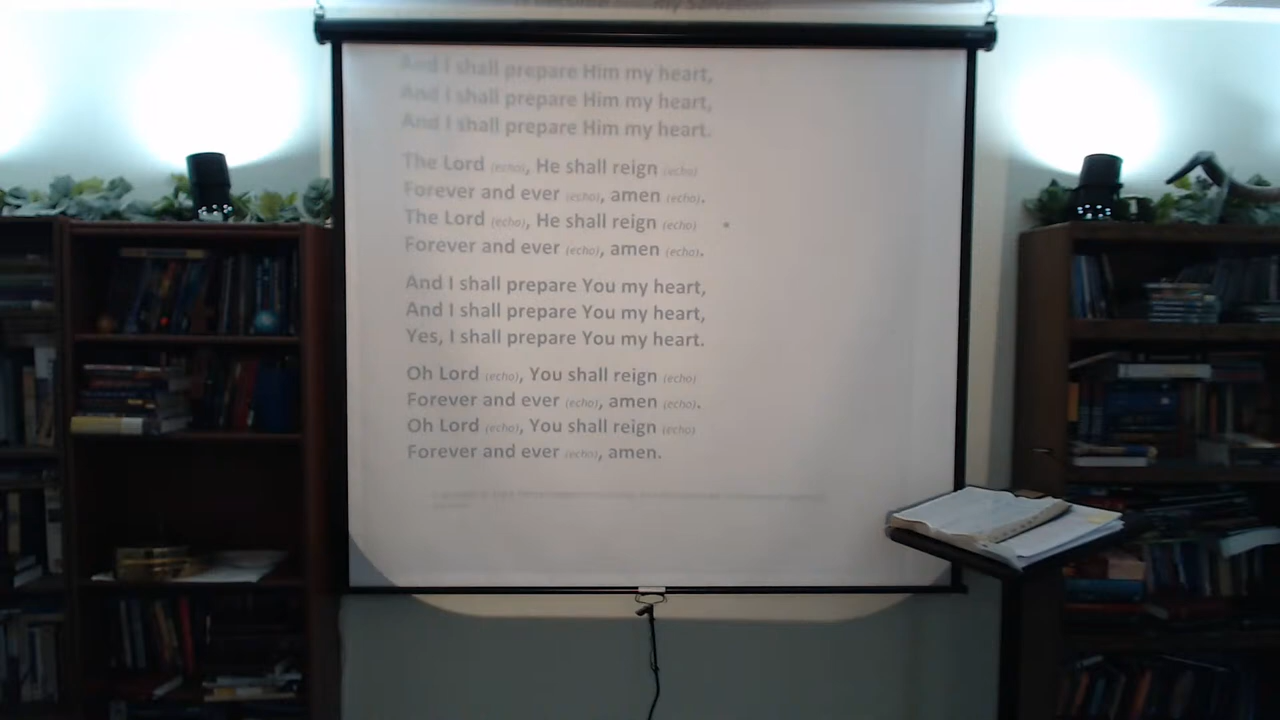 my Salvation
And I shall prepare Him my heart,
And I shall prepare Him my heart,
And I shall prepare Him my heart.
The Lord (echo), He shall reign (echo)
Forever and ever (echo), amen (echo).
The Lord (echo), He shall reign (echo)
Forever and ever (echo), amen (echo).
And I shall prepare You my heart,
And I shall prepare You my heart,
Yes, I shall prepare You my heart.
Oh Lord (echo), You shall reign (echo)
Forever and ever (echo), amen (echo).
Oh Lord (echo), You shall reign (echo)
Forever and ever (echo), amen.